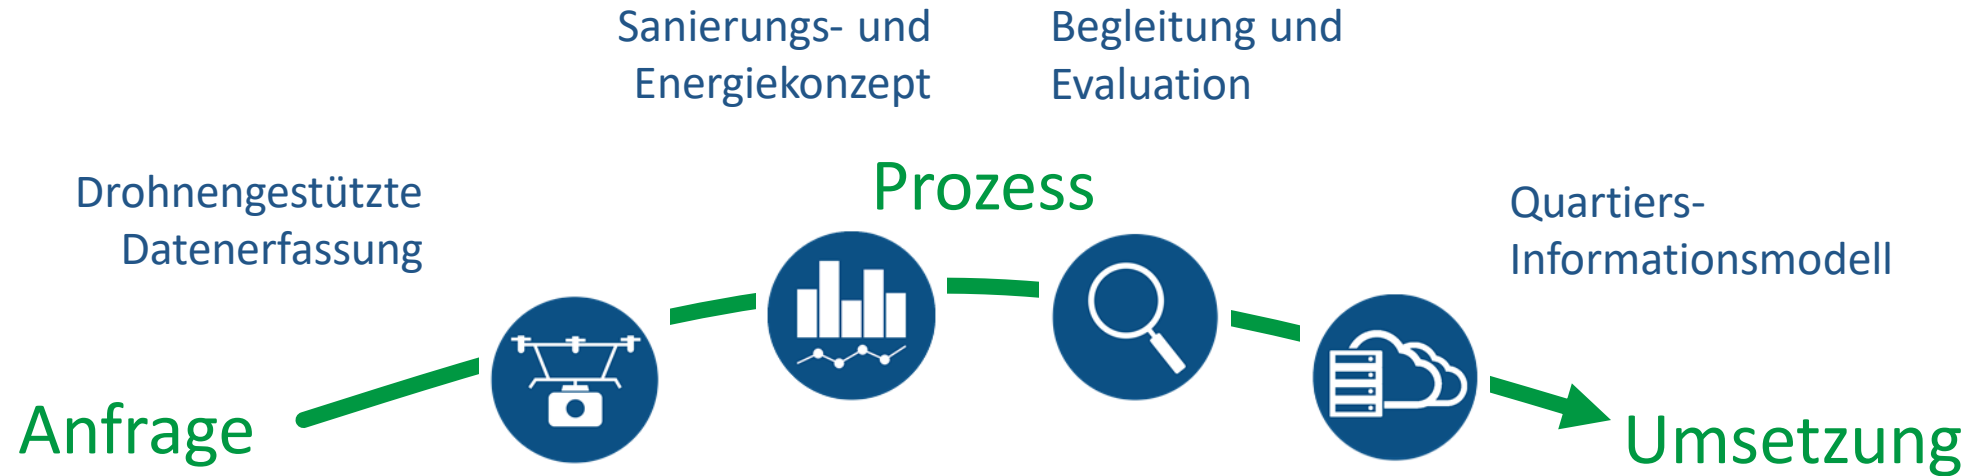 Sanierungs- und
Energiekonzept
Begleitung und
Evaluation
Drohnengestützte
Datenerfassung
Prozess
Quartiers-
Informationsmodell
Anfrage
Umsetzung